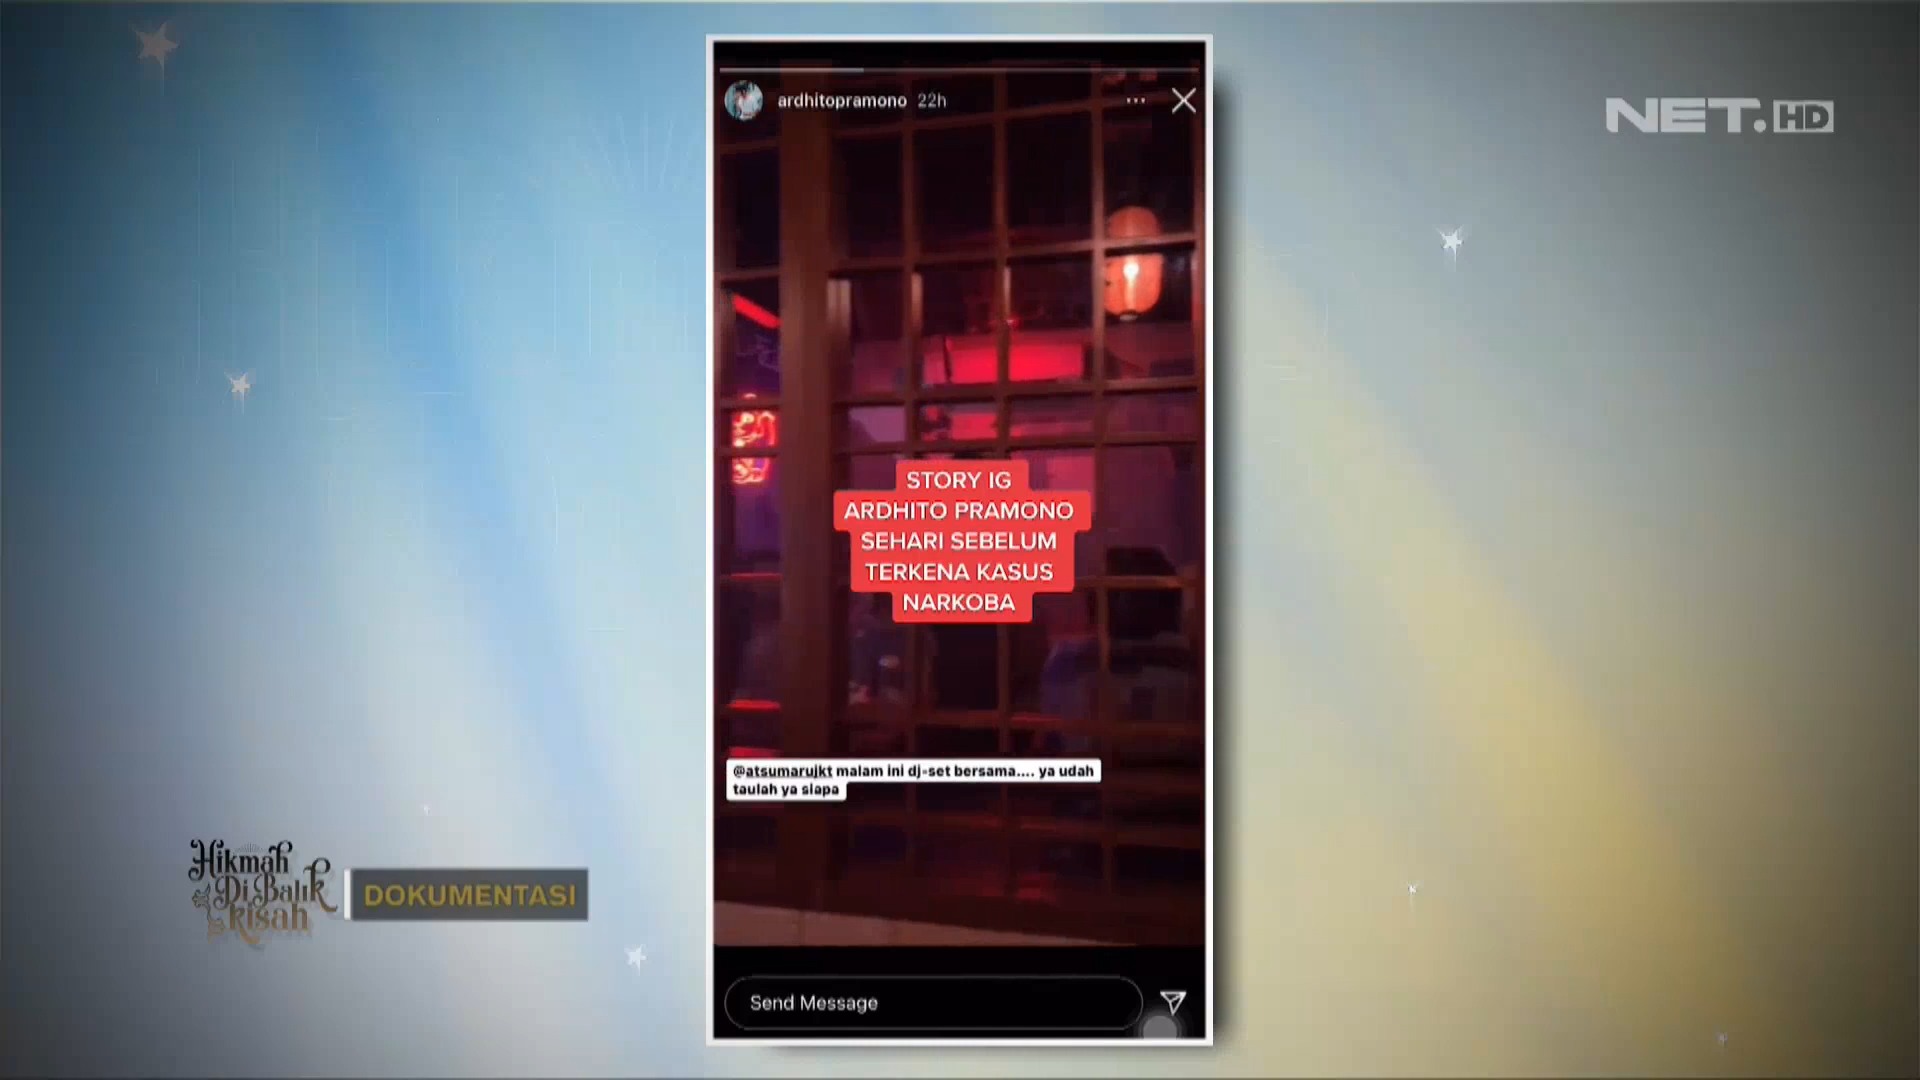 ardhitopramono 22h
NET. HD
STORY IG
ARDHITO PRAMONO
SEHARI SEBELUM
TERKENA KASUS
NARKOBA
@atsumarujkt malam ini dj-set bersama.... ya udah
taulah ya siapa
Hikmah
Di Balik
kisah
DOKUMENTASI
Send Message